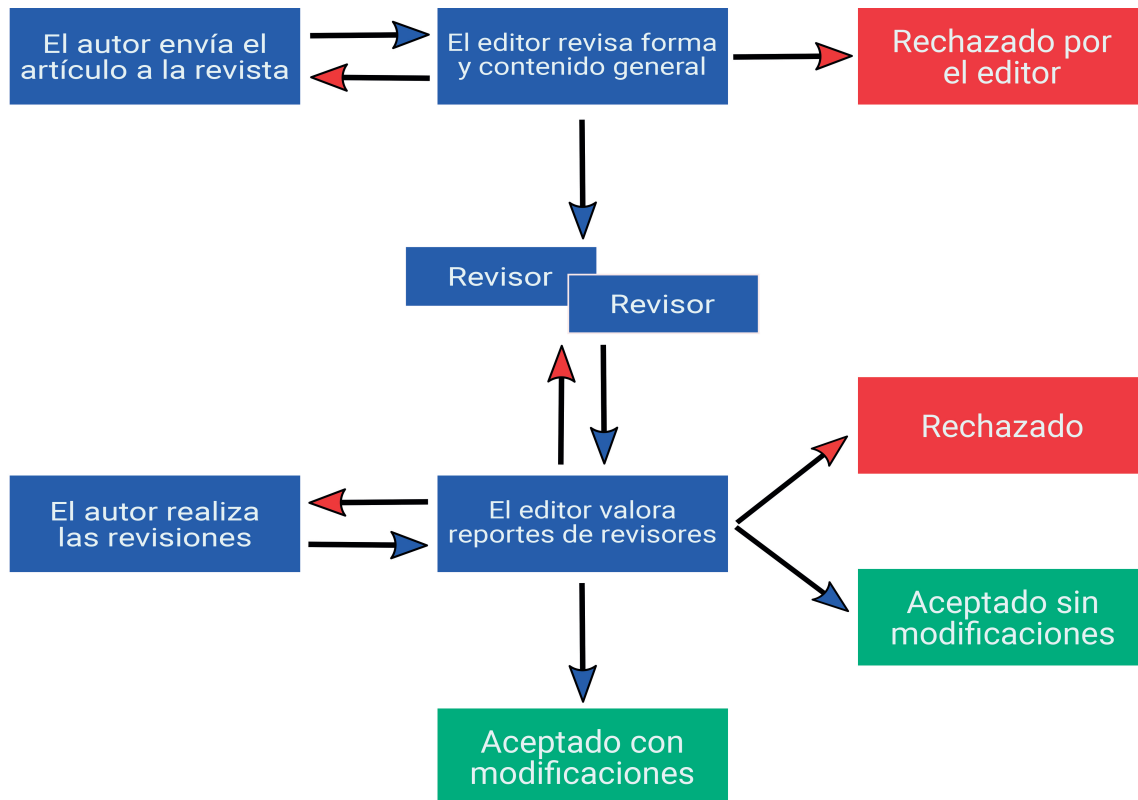 El autor envía el
artículo a la revista
El editor revisa forma
y contenido general
Rechazado por
el editor
Revisor
Revisor
Rechazado
El autor realiza
las revisiones
El editor valora
reportes de revisores
Aceptado sin
modificaciones
Aceptado con
modificaciones